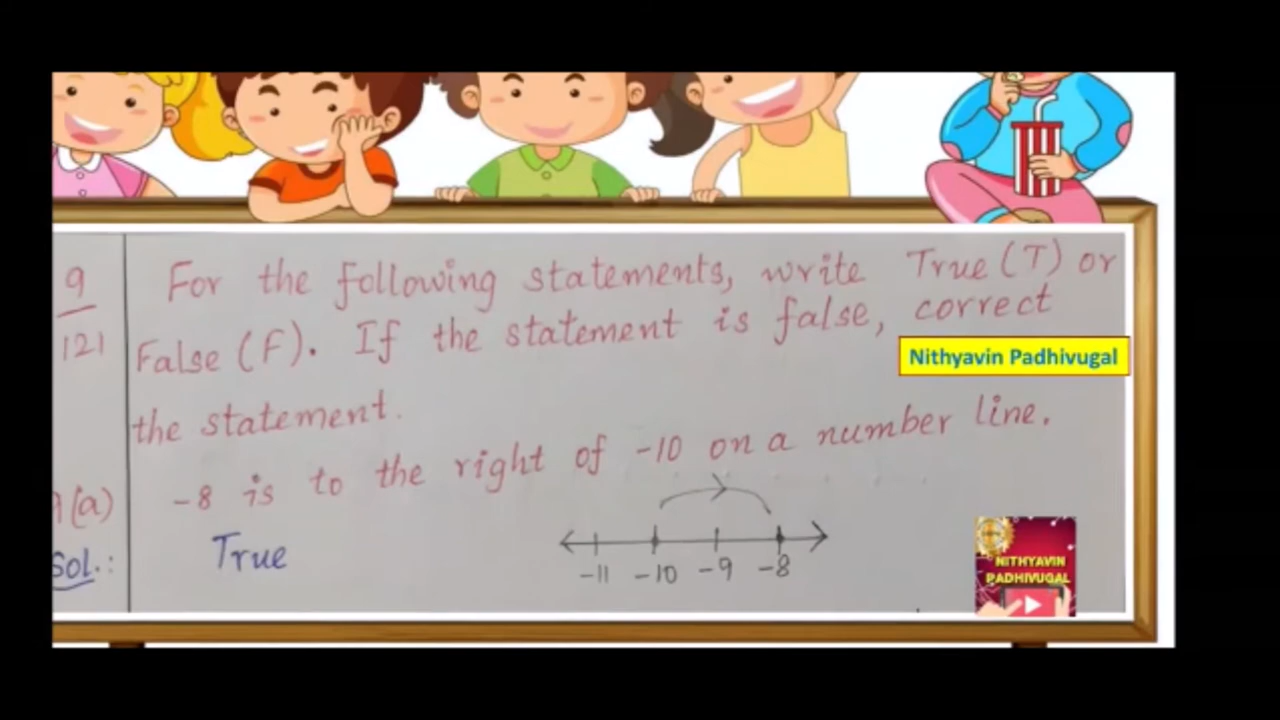 9
121
For the following statements, write True (T) or
False (F). If the statement is false, correct
Nithyavin Padhivugal
the statement.
9(a)
-8 is to the right of -10 on a number line.
Sol.:
True
-11 -10 -9 -8
NITHYAVIN
PADHIVUGAL